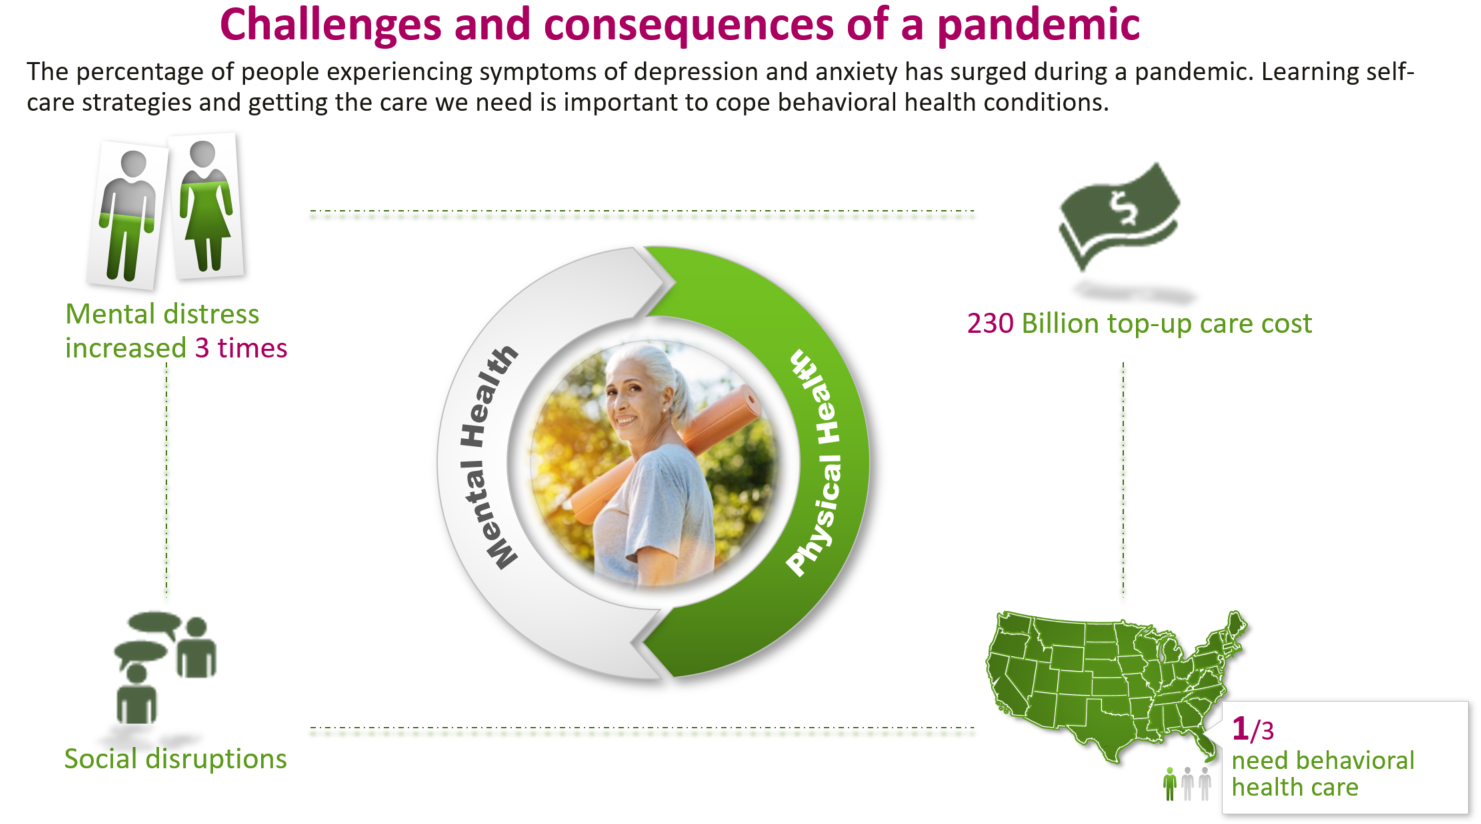 Challenges and consequences of a pandemic
The percentage of people experiencing symptoms of depression and anxiety has surged during a pandemic. Learning self-
care strategies and getting the care we need is important to cope behavioral health conditions.
$
Mental distress
increased 3 times
230 Billion top-up care cost
Mental Health
Physical Health
Social disruptions
1/3
need behavioral
health care